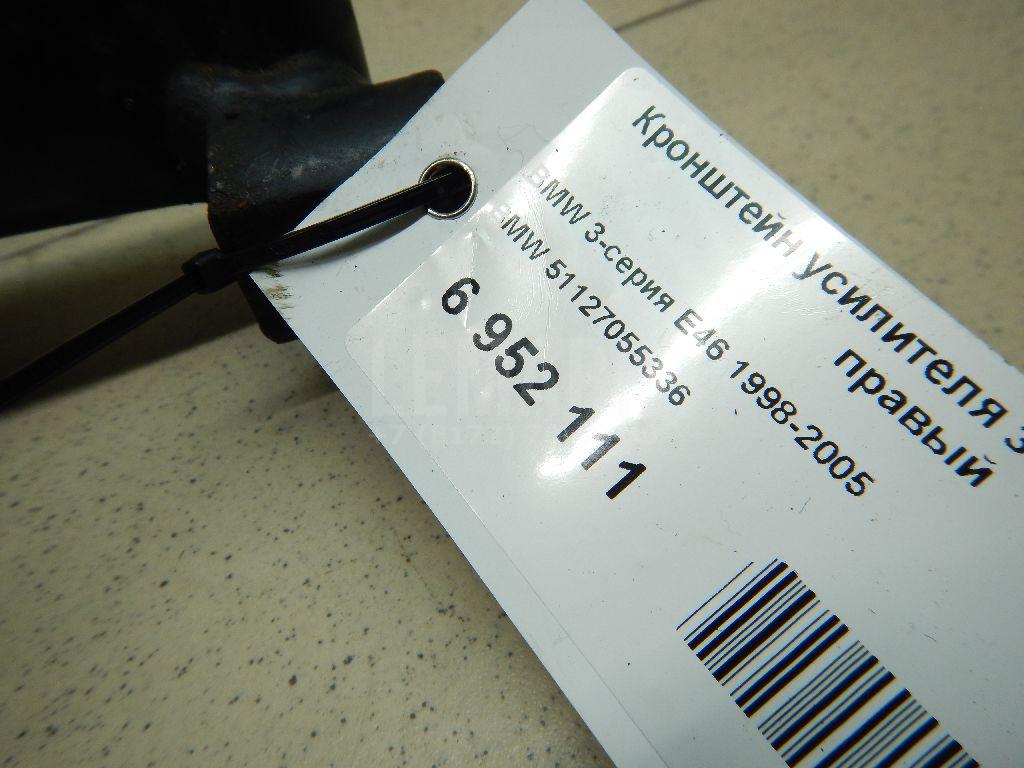 Кронштейн усилителя з
правый
BMW 3-серия E46 1998-2005
BMW 51127055336
6 952 111